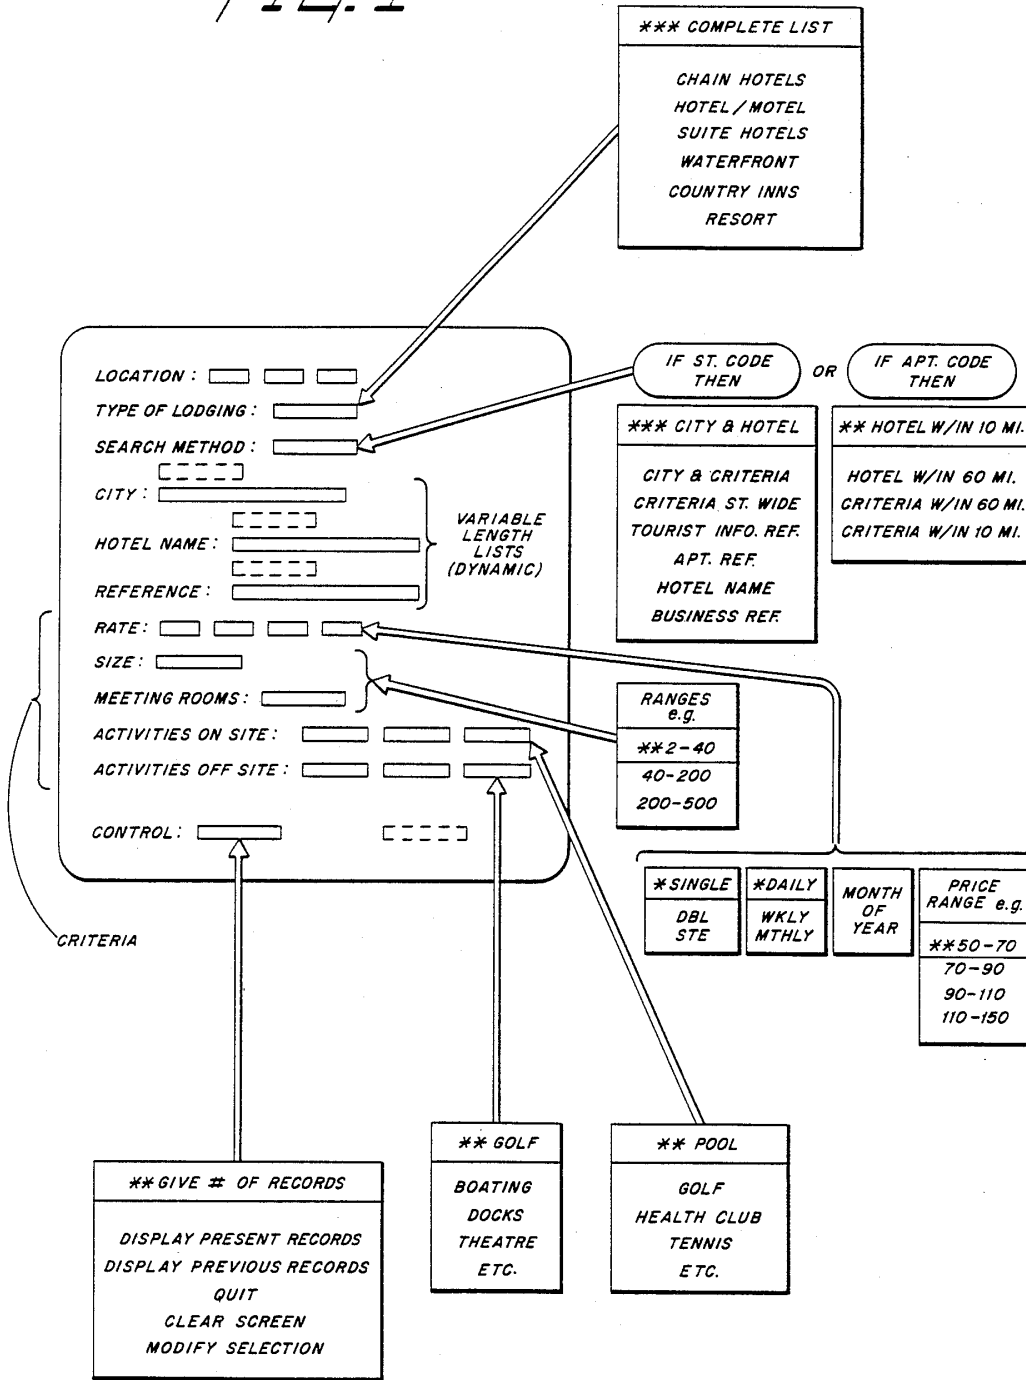 *** COMPLETE LIST
CHAIN HOTELS
HOTEL/MOTEL
SUITE HOTELS
WATERFRONT
COUNTRY INNS
RESORT
LOCATION:
TYPE OF LODGING:
SEARCH METHOD:
CITY:
HOTEL NAME:
REFERENCE:
VARIABLE
LENGTH
LISTS
(DYNAMIC)
RATE:
SIZE:
MEETING ROOMS:
ACTIVITIES ON SITE:
ACTIVITIES OFF SITE:
CONTROL:
CRITERIA
IF ST. CODE
THEN
OR
IF APT. CODE
THEN
*** CITY & HOTEL
CITY & CRITERIA
CRITERIA ST. WIDE
TOURIST INFO. REF.
APT. REF.
HOTEL NAME
BUSINESS REF.
** HOTEL W/IN 10 MI.
HOTEL W/IN 60 MI.
CRITERIA W/IN 60 MI.
CRITERIA W/IN 10 MI.
RANGES
e.g.
**2-40
40-200
200-500
*SINGLE
DBL
STE
*DAILY
WKLY
MTHLY
MONTH
OF
YEAR
PRICE
RANGE e.g.
**50-70
70-90
90-110
110-150
** GIVE # OF RECORDS
DISPLAY PRESENT RECORDS
DISPLAY PREVIOUS RECORDS
QUIT
CLEAR SCREEN
MODIFY SELECTION
** GOLF
BOATING
DOCKS
THEATRE
ETC.
** POOL
GOLF
HEALTH CLUB
TENNIS
ETC.